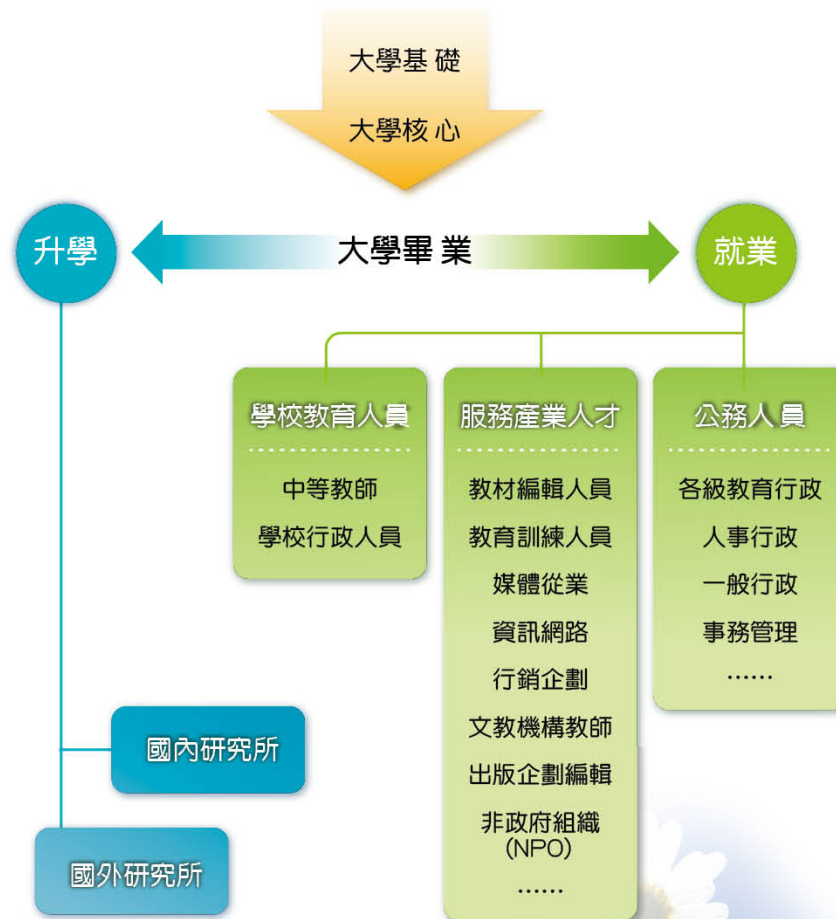 大學基礎
大學核心
升學
大學畢業
就業
學校教育人員
中等教師
學校行政人員
服務產業人才
教材編輯人員
教育訓練人員
媒體從業
資訊網路
行銷企劃
文教機構教師
出版企劃編輯
非政府組織
(NPO)
……
公務人員
各級教育行政
人事行政
一般行政
事務管理
……
國內研究所
國外研究所